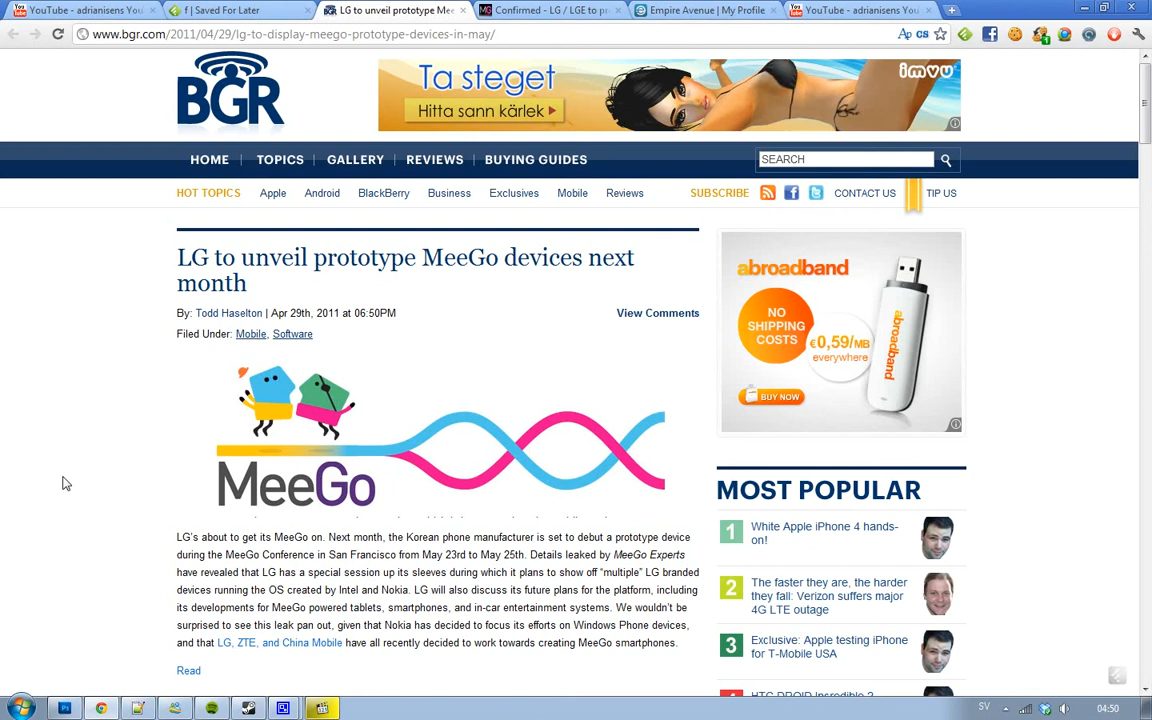 YouTube - adrianisens Yo
f | Saved For Later
LG to unveil prototype Mee
Confirmed - LG / LGE to pr
Empire Avenue | My Profile
YouTube - adrianisens Yo
www.bgr.com/2011/04/29/lg-to-display-meego-prototype-devices-in-may/
BGR
Ta steget
Hitta sann kärlek
imvu
HOME | TOPICS | GALLERY | REVIEWS | BUYING GUIDES
SEARCH
HOT TOPICS Apple Android BlackBerry Business Exclusives Mobile Reviews SUBSCRIBE CONTACT US TIP US
LG to unveil prototype MeeGo devices next
month
By: Todd Haselton | Apr 29th, 2011 at 06:50PM
View Comments
Filed Under: Mobile, Software
MeeGo
LG's about to get its MeeGo on. Next month, the Korean phone manufacturer is set to debut a prototype device
during the MeeGo Conference in San Francisco from May 23rd to May 25th. Details leaked by MeeGo Experts
have revealed that LG has a special session up its sleeves during which it plans to show off “multiple” LG branded
devices running the OS created by Intel and Nokia. LG will also discuss its future plans for the platform, including
its developments for MeeGo powered tablets, smartphones, and in-car entertainment systems. We wouldn't be
surprised to see this leak pan out, given that Nokia has decided to focus its efforts on Windows Phone devices,
and that LG, ZTE, and China Mobile have all recently decided to work towards creating MeeGo smartphones.
Read
abroadband
NO
SHIPPING
COSTS
€0,59/MB
everywhere
BUY NOW
abroadband
MOST POPULAR
1
White Apple iPhone 4 hands-
on!
2
The faster they are, the harder
they fall: Verizon suffers major
4G LTE outage
3
Exclusive: Apple testing iPhone
for T-Mobile USA
SV
04:50